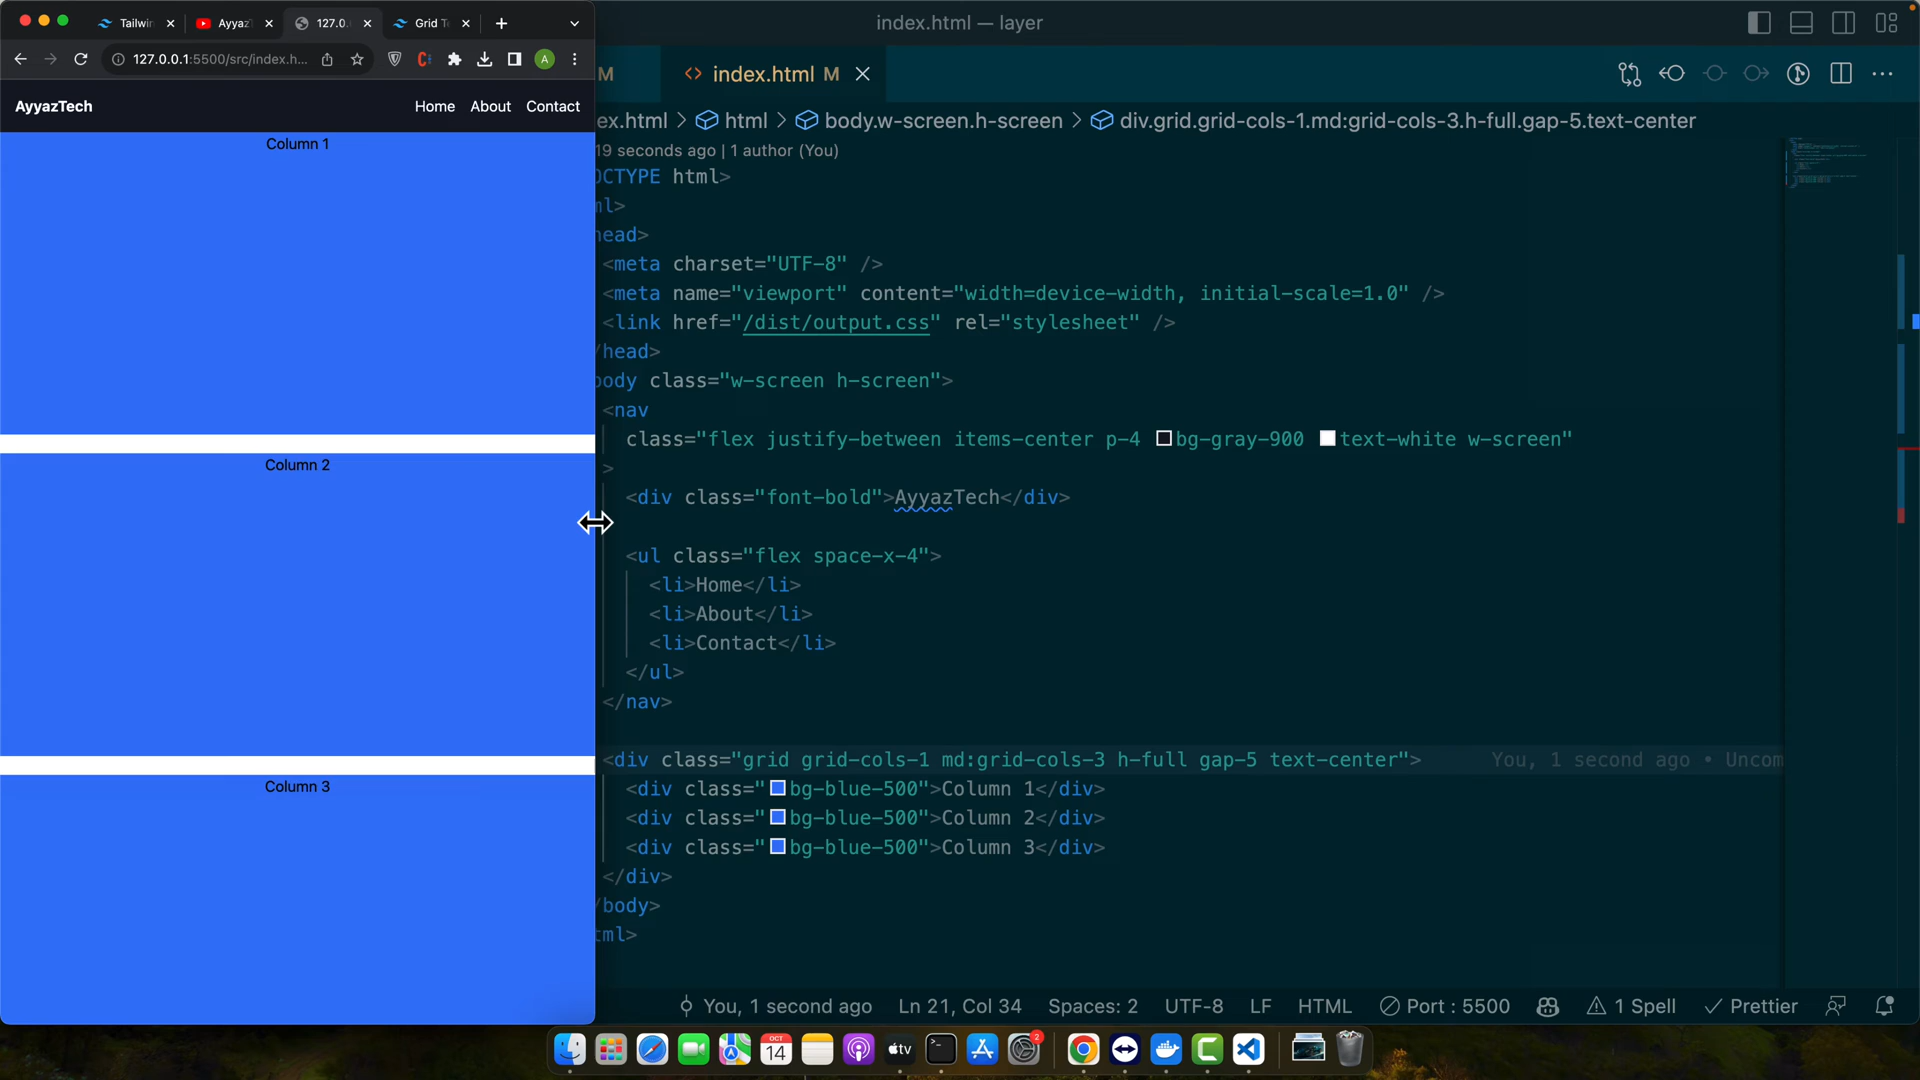 Tailwin
Ayyaz
127.0.
Grid T
127.0.0.1:5500/src/index.h...
A
AyyazTech
Home
About
Contact
Column 1
Column 2
Column 3
index.html — layer
M
<> index.html M
ex.html > html > body.w-screen.h-screen > div.grid.grid-cols-1.md:grid-cols-3.h-full.gap-5.text-center
19 seconds ago | 1 author (You)
OCTYPE html>
ml>
head>
<meta charset="UTF-8" />
<meta name="viewport" content="width=device-width, initial-scale=1.0" />
<link href="/dist/output.css" rel="stylesheet" />
/head>
body class="w-screen h-screen">
<nav
class="flex justify-between items-center p-4 bg-gray-900 text-white w-screen"
>
<div class="font-bold">AyyazTech</div>
<ul class="flex space-x-4">
<li>Home</li>
<li>About</li>
<li>Contact</li>
</ul>
</nav>
<div class="grid grid-cols-1 md:grid-cols-3 h-full gap-5 text-center"> You, 1 second ago • Uncom
<div class="bg-blue-500">Column 1</div>
<div class="bg-blue-500">Column 2</div>
<div class="bg-blue-500">Column 3</div>
</div>
/body>
tml>
You, 1 second ago
Ln 21, Col 34
Spaces: 2
UTF-8
LF
HTML
Port : 5500
1 Spell
Prettier
OCT
14
tv
2